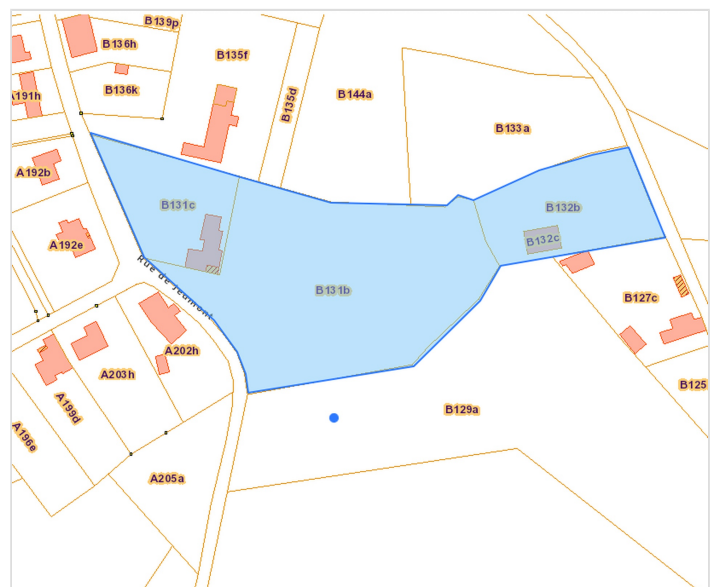 B139p
B136h
B135f
B136k
A191h
B135d
B144a
B133a
A192b
B131c
B132b
A192e
B132c
Rue de Jeumont
B131b
B127c
A202h
A203h
B125
A199d
B129a
A196e
A205a